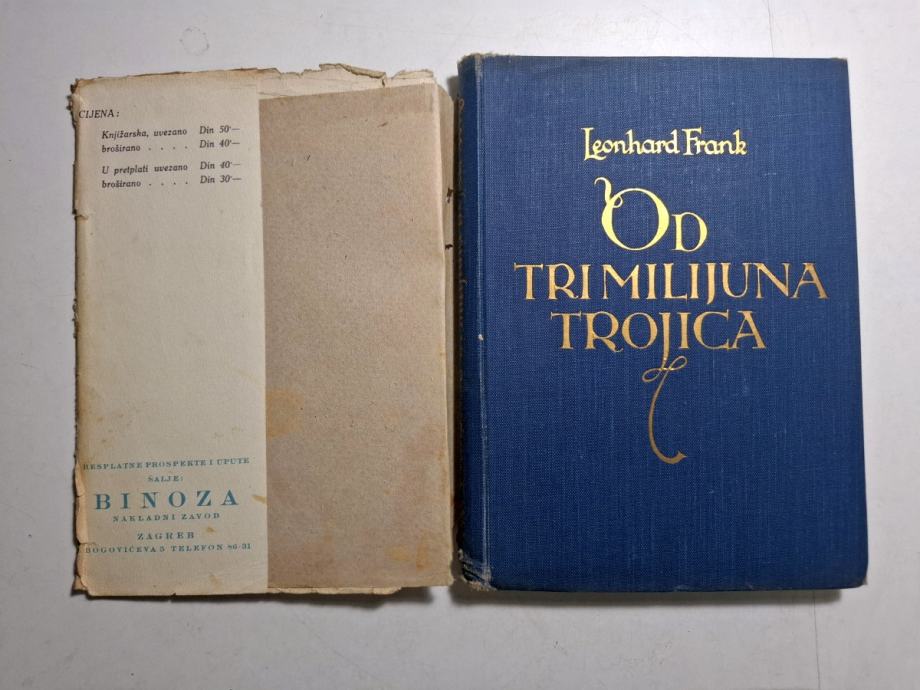 CIJENA:
Knjižarska, uvezano Din 50·—
broširano . . . . Din 40·—
U pretplati uvezano Din 40·—
broširano . . . . Din 30·—
BESPLATNE PROSPEKTE I UPUTE
ŠALJE:
BINOZA
NAKLADNI ZAVOD
ZAGREB
BOGOVIĆEVA 5 TELEFON 86-31
Leonhard Frank
OD
TRI MILIJUNA
TROJICA